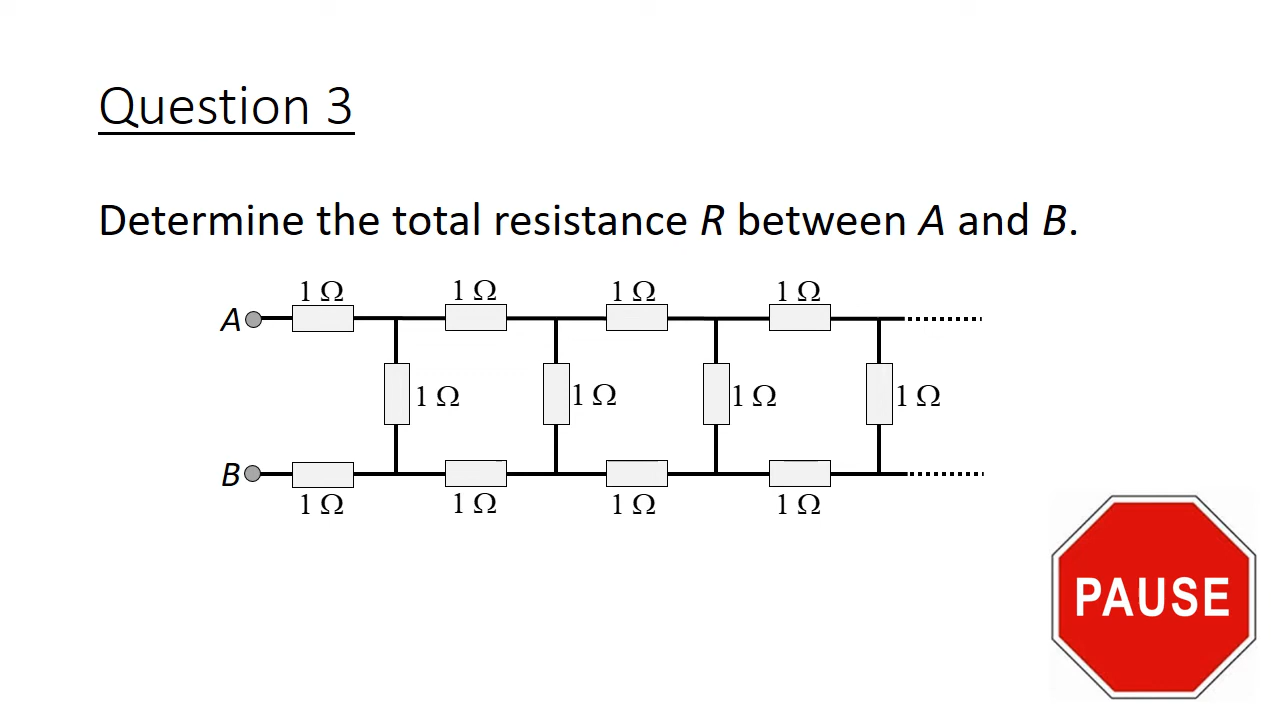 Question 3
Determine the total resistance R between A and B.
1 Ω 1 Ω 1 Ω 1 Ω
A
1 Ω 1 Ω 1 Ω 1 Ω
B
1 Ω 1 Ω 1 Ω 1 Ω
PAUSE